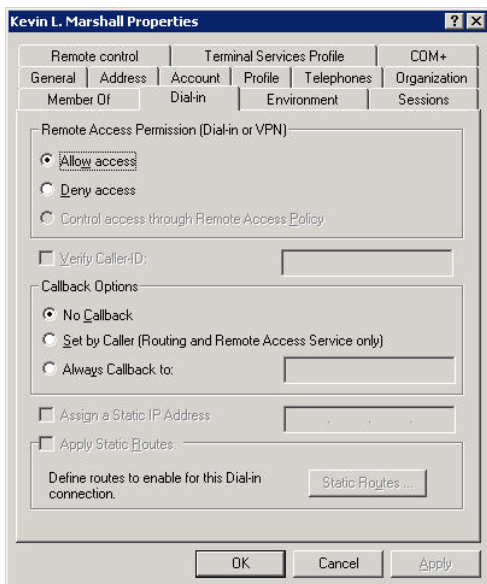 Kevin L. Marshall Properties
Remote control Terminal Services Profile COM+
General Address Account Profile Telephones Organization
Member Of Dial-in Environment Sessions
Remote Access Permission (Dial-in or VPN)
Allow access
Deny access
Control access through Remote Access Policy
Verify Caller-ID:
Callback Options
No Callback
Set by Caller (Routing and Remote Access Service only)
Always Callback to:
Assign a Static IP Address
Apply Static Routes
Define routes to enable for this Dial-in
connection.
Static Routes ...
OK Cancel Apply